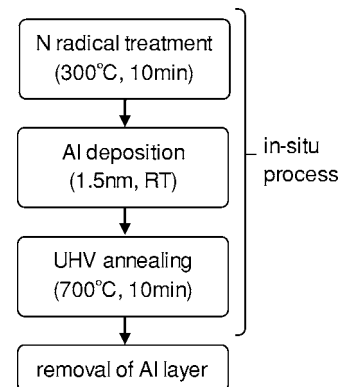 N radical treatment
(300°C, 10min)
Al deposition
(1.5nm, RT)
UHV annealing
(700°C, 10min)
removal of Al layer
in-situ
process